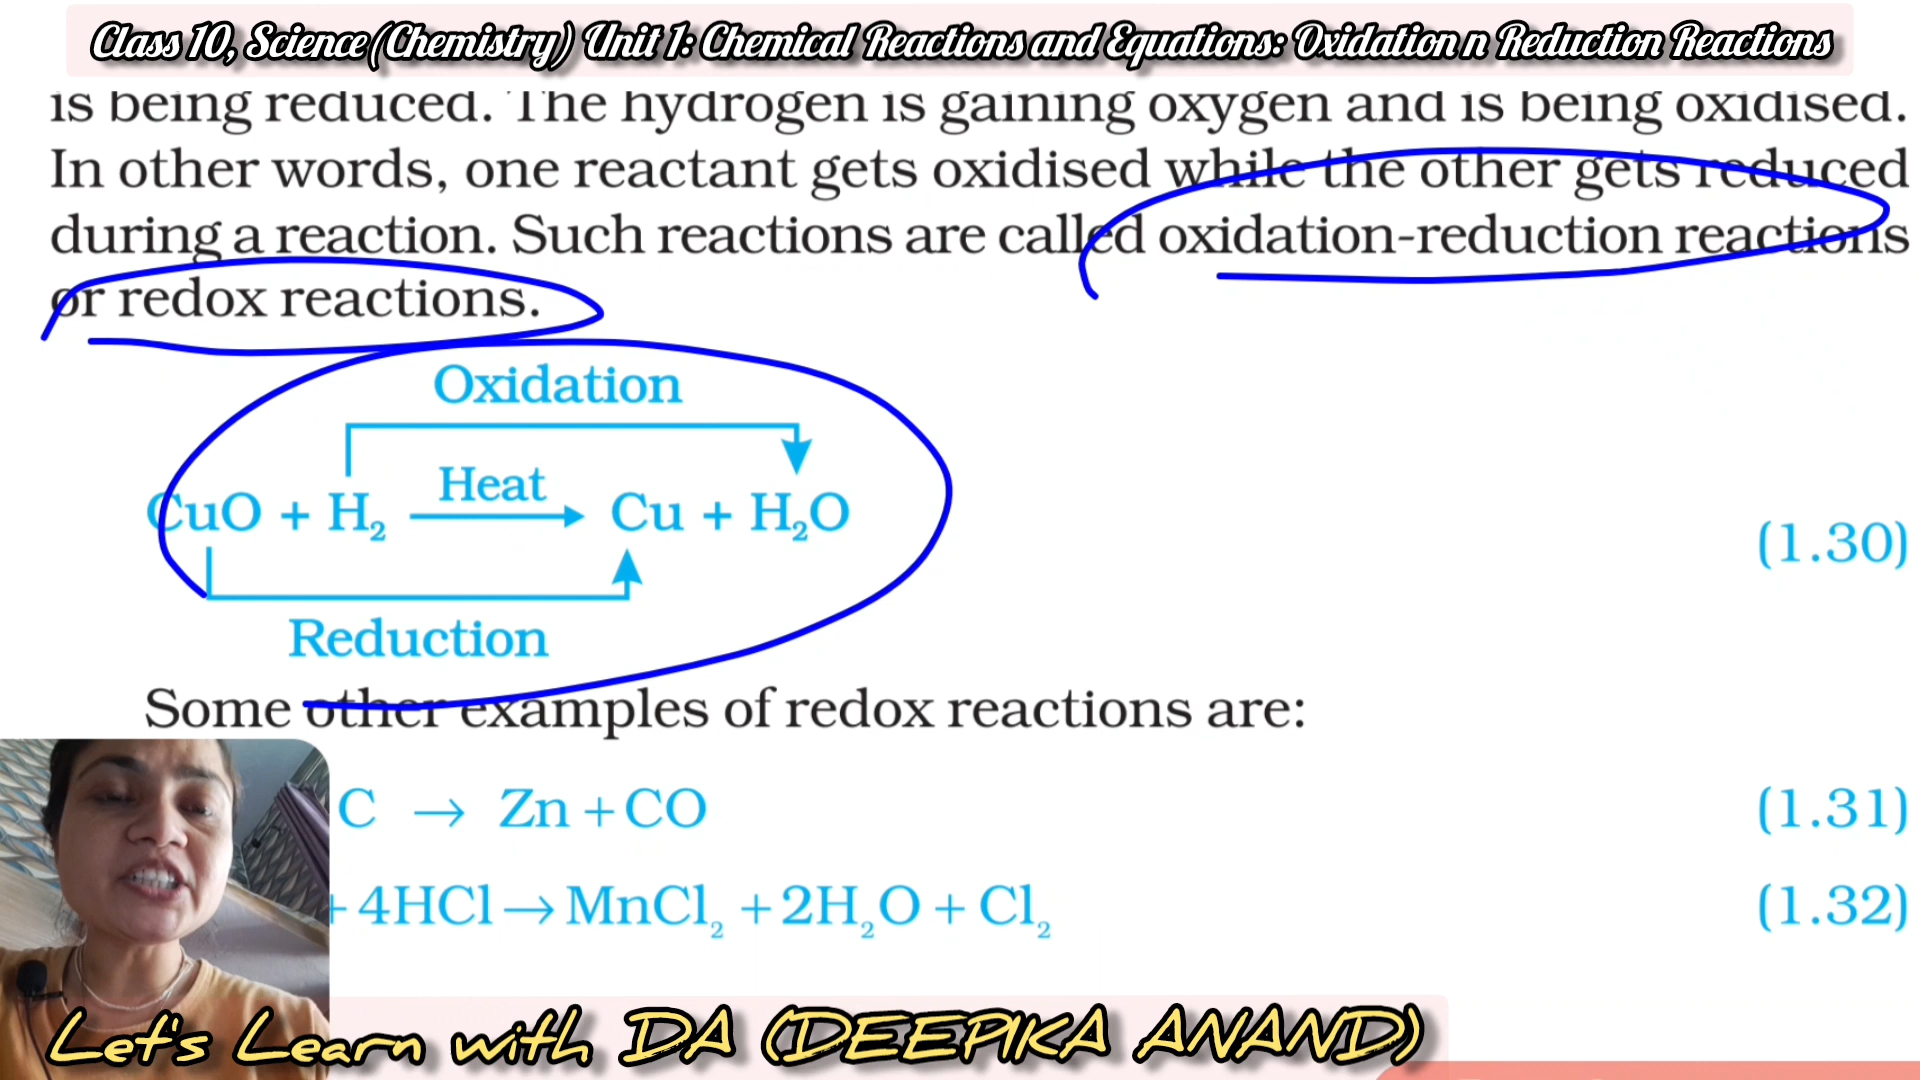 Class 10, Science(Chemistry) Unit 1: Chemical Reactions and Equations: Oxidation n Reduction Reactions
is being reduced. The hydrogen is gaining oxygen and is being oxidised.
In other words, one reactant gets oxidised while the other gets reduced
during a reaction. Such reactions are called oxidation-reduction reactions
or redox reactions.
Oxidation
CuO + H₂ Heat → Cu + H₂O (1.30)
Reduction
Some other examples of redox reactions are:
C → Zn + CO (1.31)
+ 4HCl → MnCl₂ + 2H₂O + Cl₂ (1.32)
Let's Learn with DA (DEEPIKA ANAND)